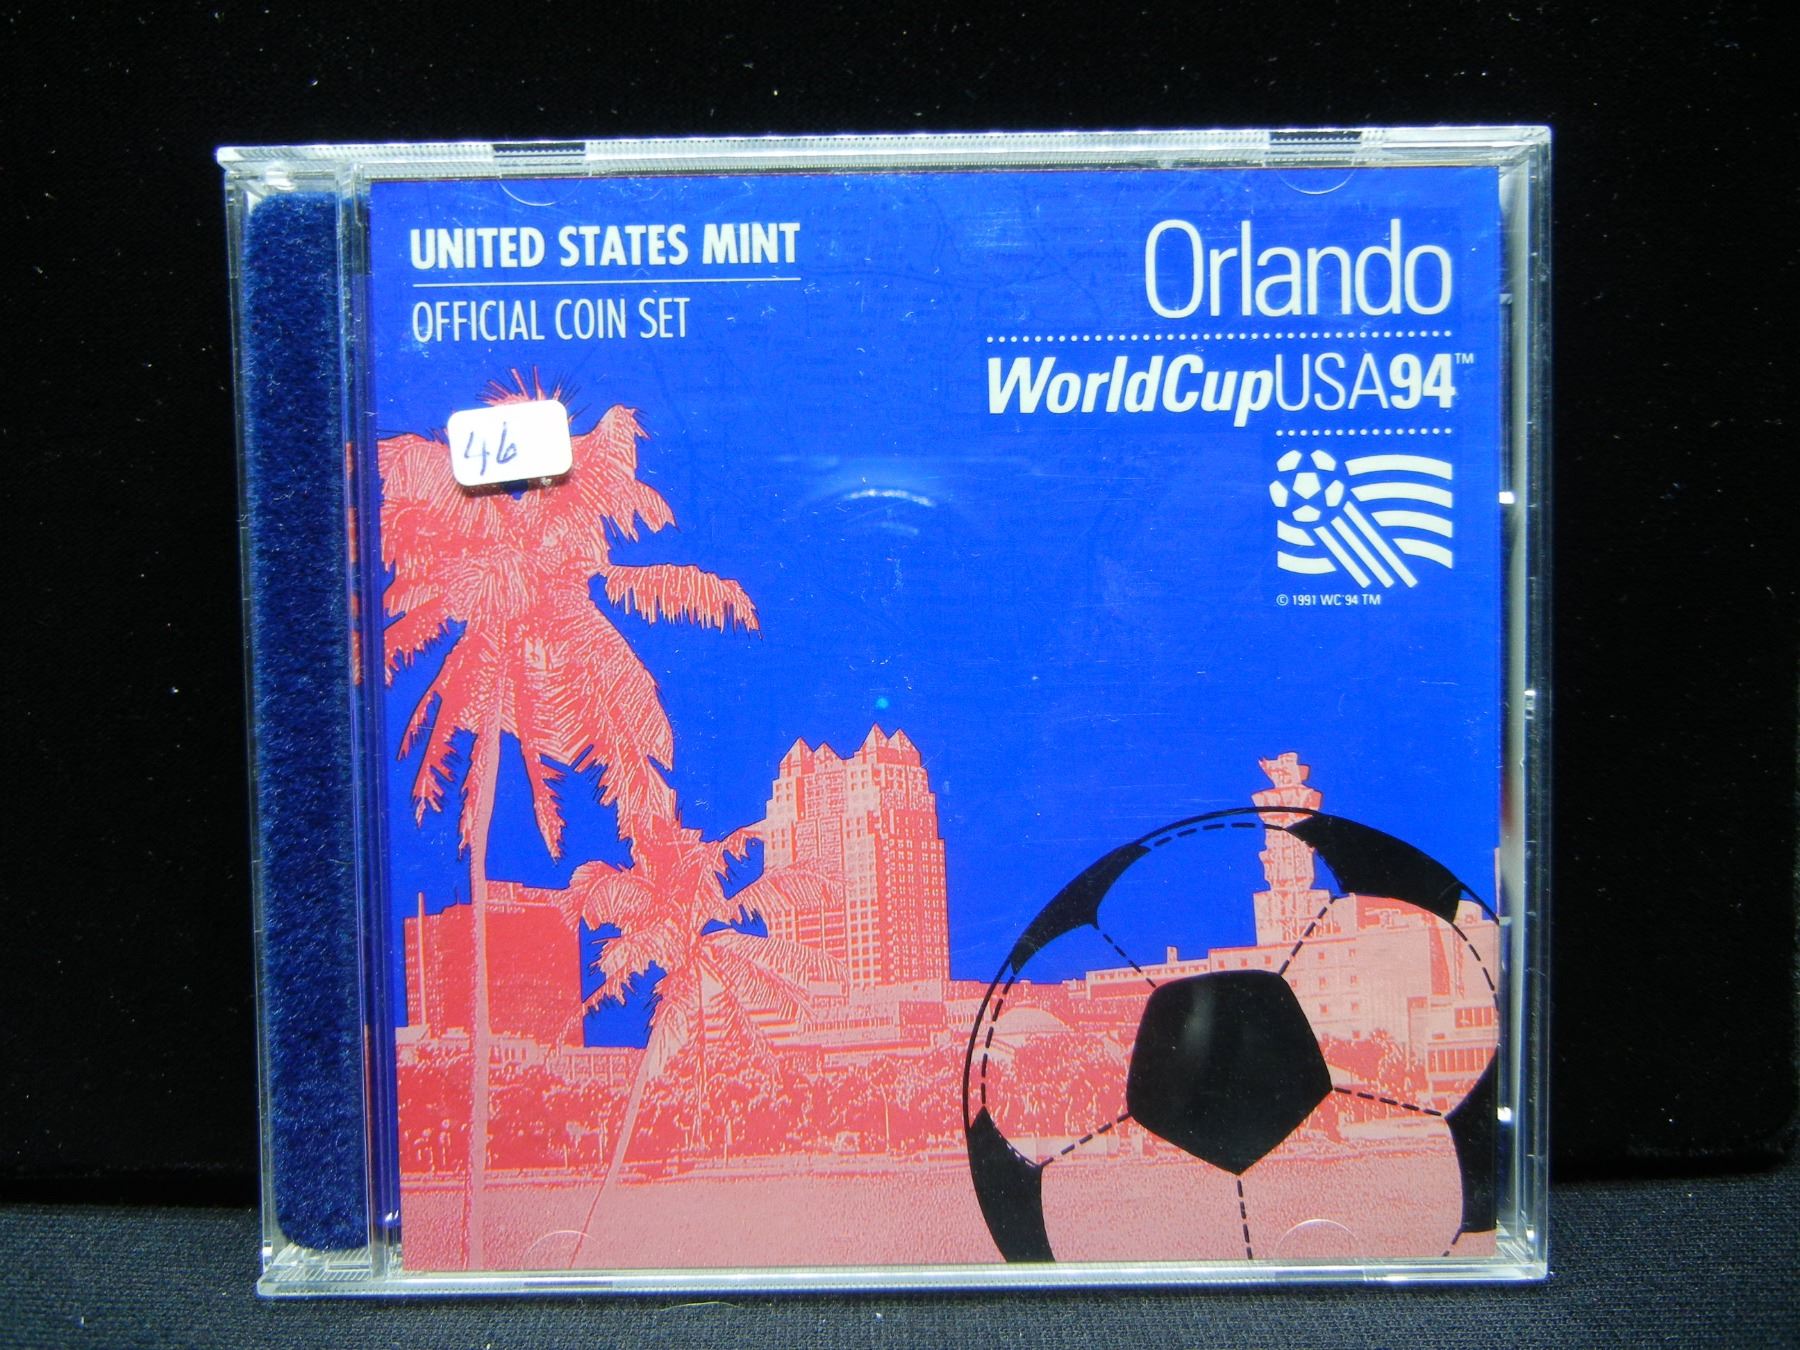 UNITED STATES MINT
OFFICIAL COIN SET
Orlando
WorldCupUSA94™
© 1991 WC'94 TM
46